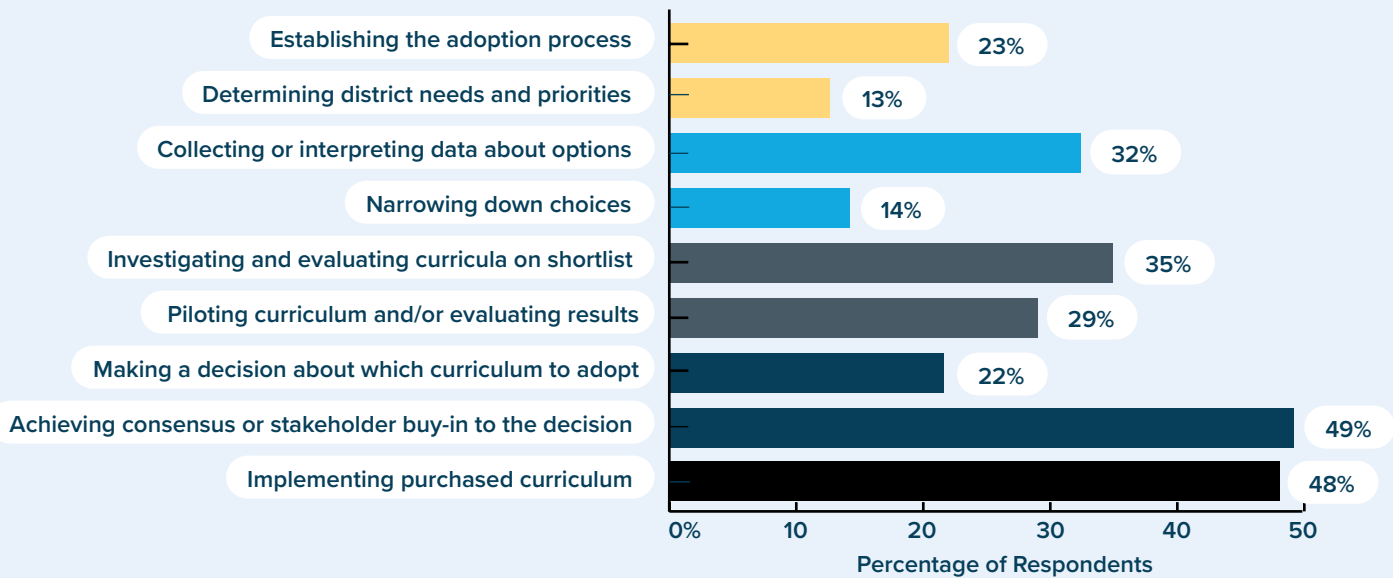 Establishing the adoption process 23%
Determining district needs and priorities 13%
Collecting or interpreting data about options 32%
Narrowing down choices 14%
Investigating and evaluating curricula on shortlist 35%
Piloting curriculum and/or evaluating results 29%
Making a decision about which curriculum to adopt 22%
Achieving consensus or stakeholder buy-in to the decision 49%
Implementing purchased curriculum 48%
0% 10 20 30 40 50
Percentage of Respondents